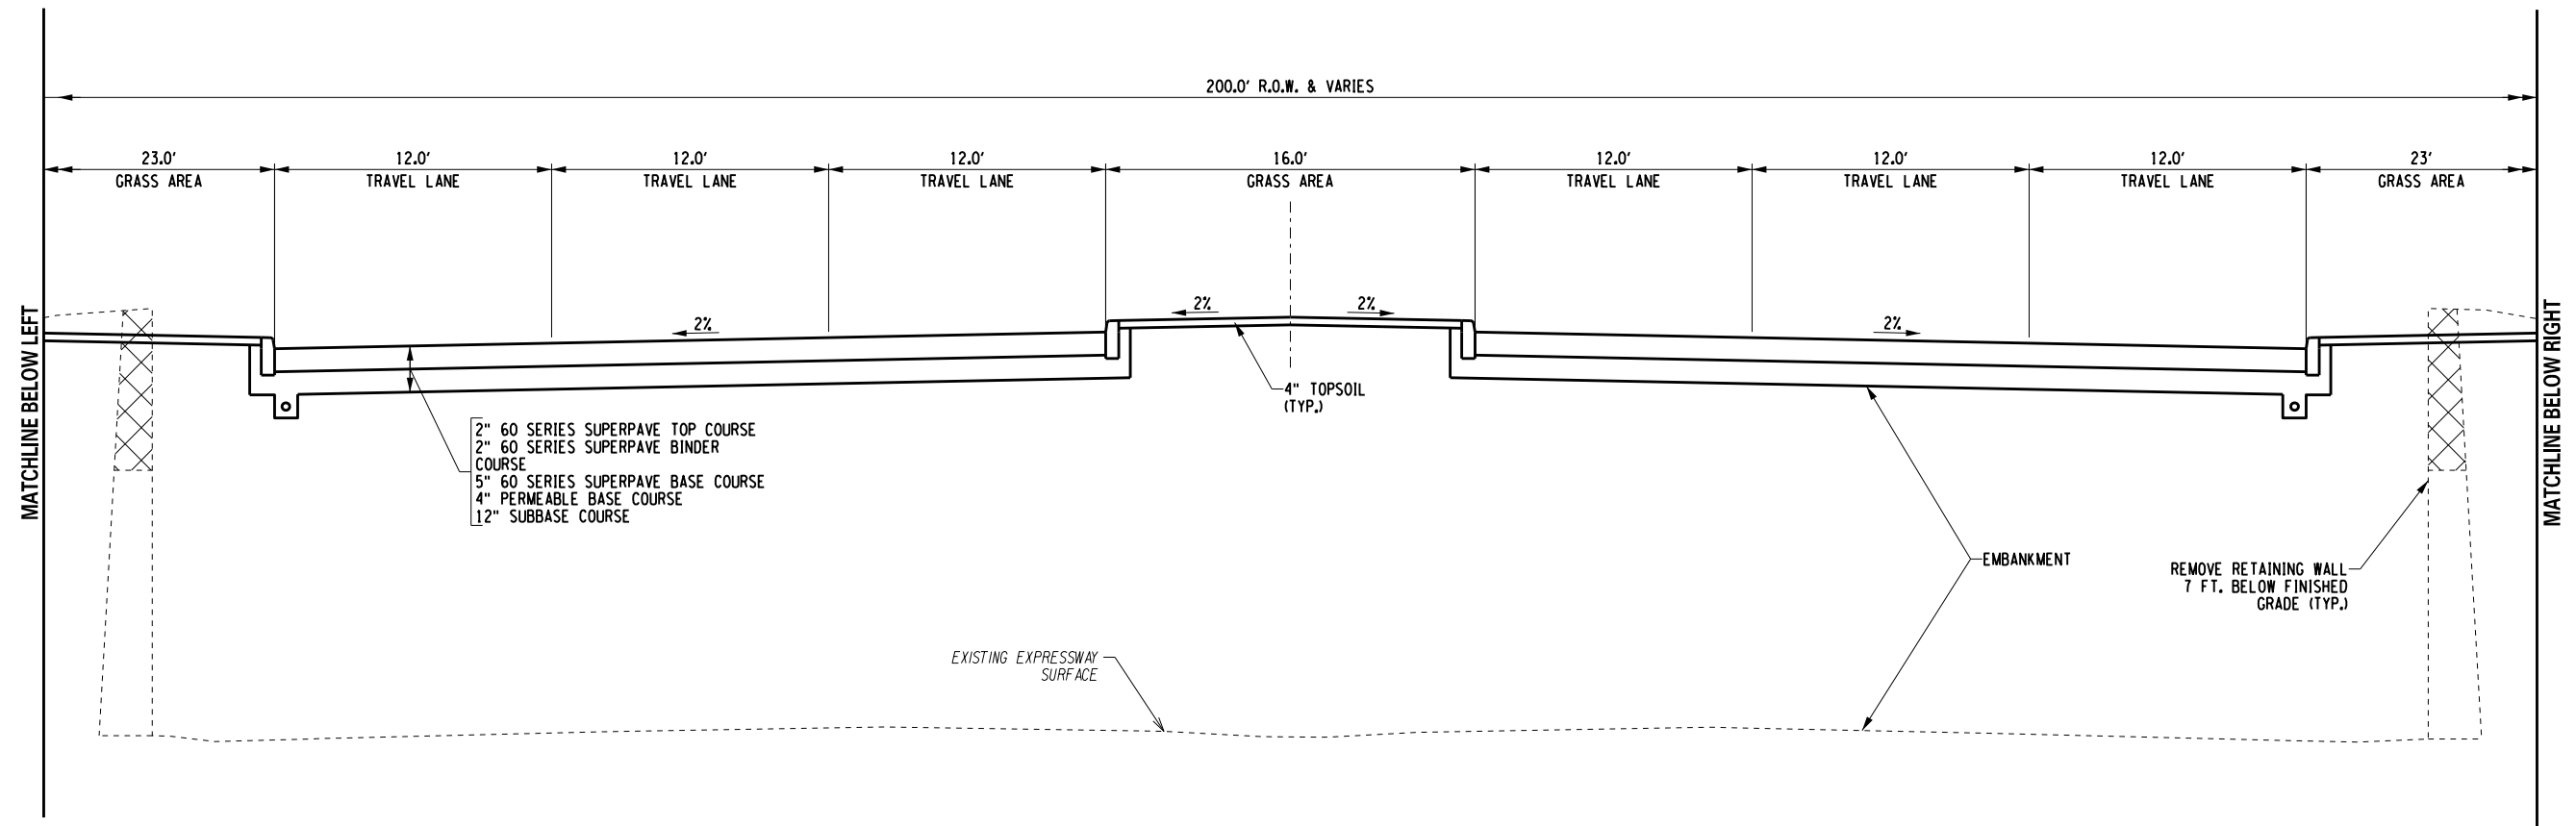 200.0' R.O.W. & VARIES
23.0' 12.0' 12.0' 12.0' 16.0' 12.0' 12.0' 12.0' 23'
GRASS AREA TRAVEL LANE TRAVEL LANE TRAVEL LANE GRASS AREA TRAVEL LANE TRAVEL LANE TRAVEL LANE GRASS AREA
MATCHLINE BELOW LEFT
2%
2%
2%
2%
MATCHLINE BELOW RIGHT
4" TOPSOIL
(TYP.)
2" 60 SERIES SUPERPAVE TOP COURSE
2" 60 SERIES SUPERPAVE BINDER
COURSE
5" 60 SERIES SUPERPAVE BASE COURSE
4" PERMEABLE BASE COURSE
12" SUBBASE COURSE
EMBANKMENT
REMOVE RETAINING WALL
7 FT. BELOW FINISHED
GRADE (TYP.)
EXISTING EXPRESSWAY
SURFACE